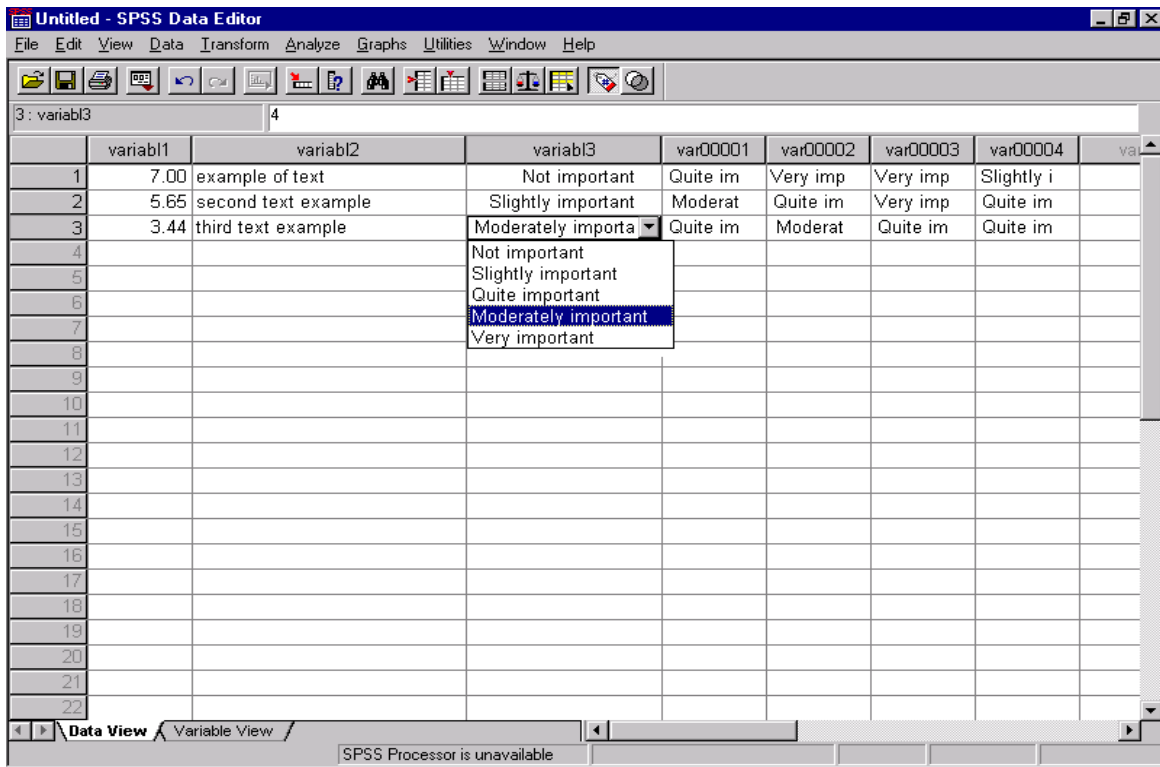 Untitled - SPSS Data Editor
File Edit View Data Transform Analyze Graphs Utilities Window Help
3 : variabl3 4
variabl1 variabl2 variabl3 var00001 var00002 var00003 var00004 var
1 7.00 example of text Not important Quite im Very imp Very imp Slightly i
2 5.65 second text example Slightly important Moderat Quite im Very imp Quite im
3 3.44 third text example Moderately importa Quite im Moderat Quite im Quite im
4 Not important
5 Slightly important
6 Quite important
7 Moderately important
8 Very important
9
10
11
12
13
14
15
16
17
18
19
20
21
22
Data View Variable View
SPSS Processor is unavailable